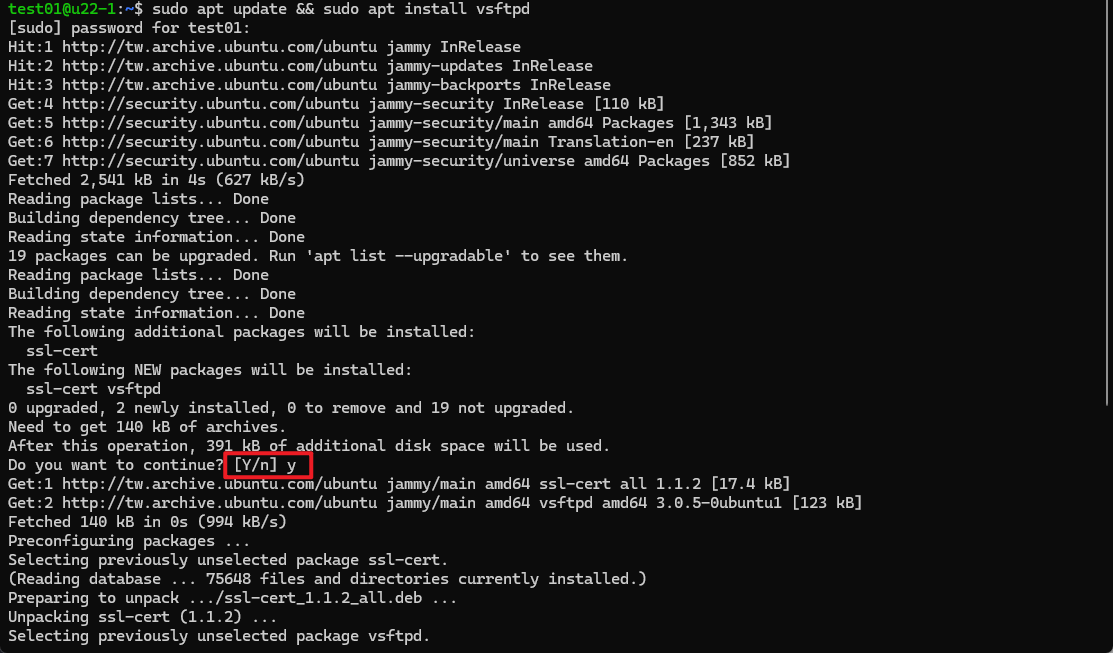 test01@u22-1:~$ sudo apt update && sudo apt install vsftpd
[sudo] password for test01:
Hit:1 http://tw.archive.ubuntu.com/ubuntu jammy InRelease
Hit:2 http://tw.archive.ubuntu.com/ubuntu jammy-updates InRelease
Hit:3 http://tw.archive.ubuntu.com/ubuntu jammy-backports InRelease
Get:4 http://security.ubuntu.com/ubuntu jammy-security InRelease [110 kB]
Get:5 http://security.ubuntu.com/ubuntu jammy-security/main amd64 Packages [1,343 kB]
Get:6 http://security.ubuntu.com/ubuntu jammy-security/main Translation-en [237 kB]
Get:7 http://security.ubuntu.com/ubuntu jammy-security/universe amd64 Packages [852 kB]
Fetched 2,541 kB in 4s (627 kB/s)
Reading package lists... Done
Building dependency tree... Done
Reading state information... Done
19 packages can be upgraded. Run 'apt list --upgradable' to see them.
Reading package lists... Done
Building dependency tree... Done
Reading state information... Done
The following additional packages will be installed:
  ssl-cert
The following NEW packages will be installed:
  ssl-cert vsftpd
0 upgraded, 2 newly installed, 0 to remove and 19 not upgraded.
Need to get 140 kB of archives.
After this operation, 391 kB of additional disk space will be used.
Do you want to continue? [Y/n] y
Get:1 http://tw.archive.ubuntu.com/ubuntu jammy/main amd64 ssl-cert all 1.1.2 [17.4 kB]
Get:2 http://tw.archive.ubuntu.com/ubuntu jammy/main amd64 vsftpd amd64 3.0.5-0ubuntu1 [123 kB]
Fetched 140 kB in 0s (994 kB/s)
Preconfiguring packages ...
Selecting previously unselected package ssl-cert.
(Reading database ... 75648 files and directories currently installed.)
Preparing to unpack .../ssl-cert_1.1.2_all.deb ...
Unpacking ssl-cert (1.1.2) ...
Selecting previously unselected package vsftpd.